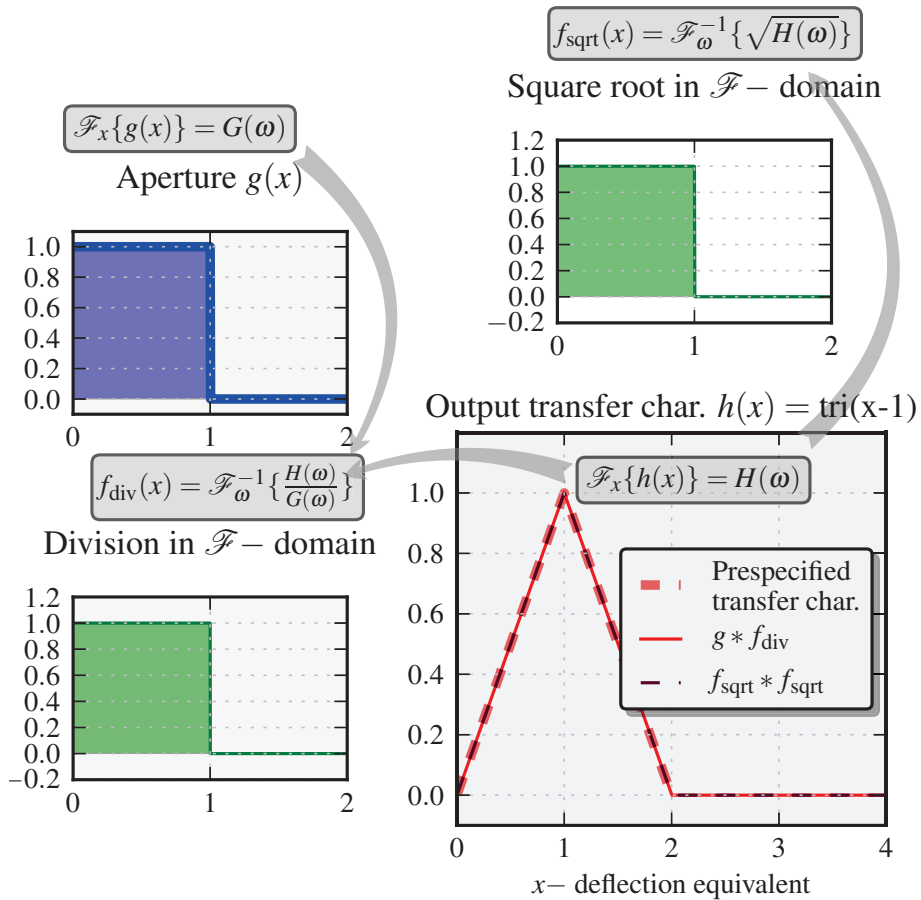 f_sqrt(x) = ℱ_ω^{-1}{√H(ω)}
Square root in ℱ − domain
1.2
1.0
0.8
0.6
0.4
0.2
0.0
−0.2
0 1 2
ℱ_x{g(x)} = G(ω)
Aperture g(x)
1.0
0.8
0.6
0.4
0.2
0.0
0 1 2
f_div(x) = ℱ_ω^{-1}{H(ω)/G(ω)}
Division in ℱ − domain
1.2
1.0
0.8
0.6
0.4
0.2
0.0
−0.2
0 1 2
Output transfer char. h(x) = tri(x-1)
ℱ_x{h(x)} = H(ω)
1.0
0.8
0.6
0.4
0.2
0.0
Prespecified
transfer char.
g ∗ f_div
f_sqrt ∗ f_sqrt
0 1 2 3 4
x− deflection equivalent